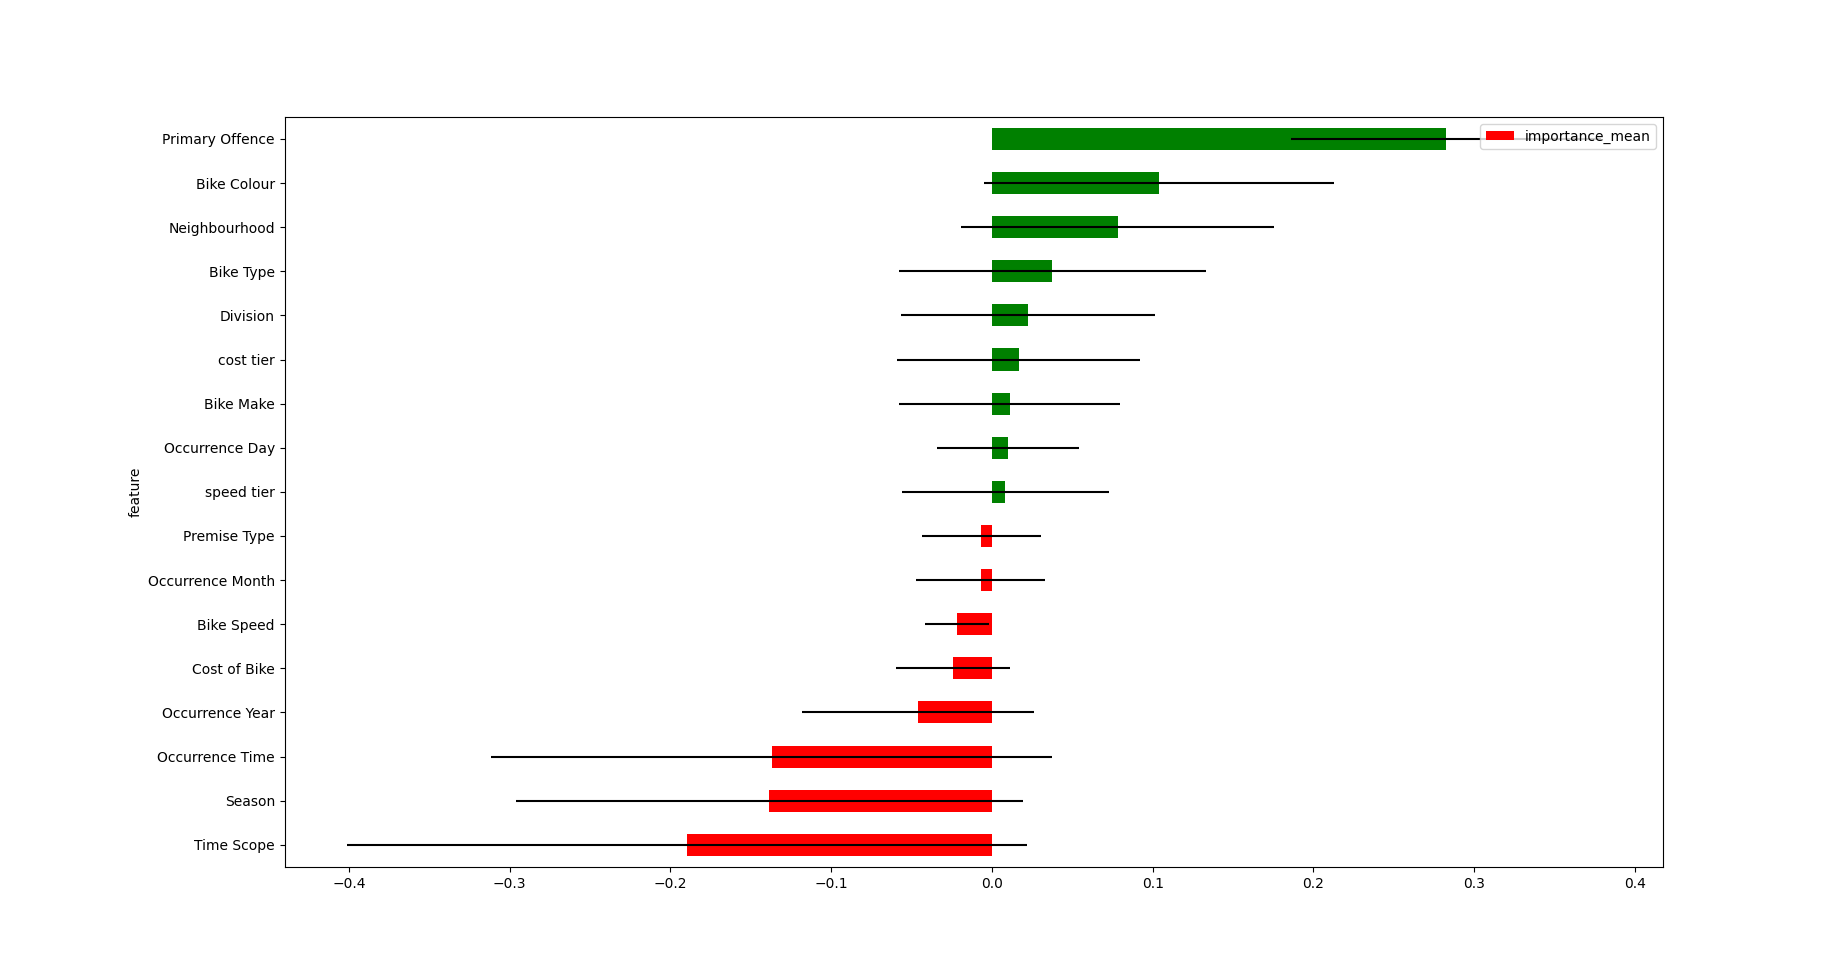 importance_mean
Primary Offence
Bike Colour
Neighbourhood
Bike Type
Division
cost tier
Bike Make
Occurrence Day
speed tier
Premise Type
Occurrence Month
Bike Speed
Cost of Bike
Occurrence Year
Occurrence Time
Season
Time Scope
feature
−0.4 −0.3 −0.2 −0.1 0.0 0.1 0.2 0.3 0.4